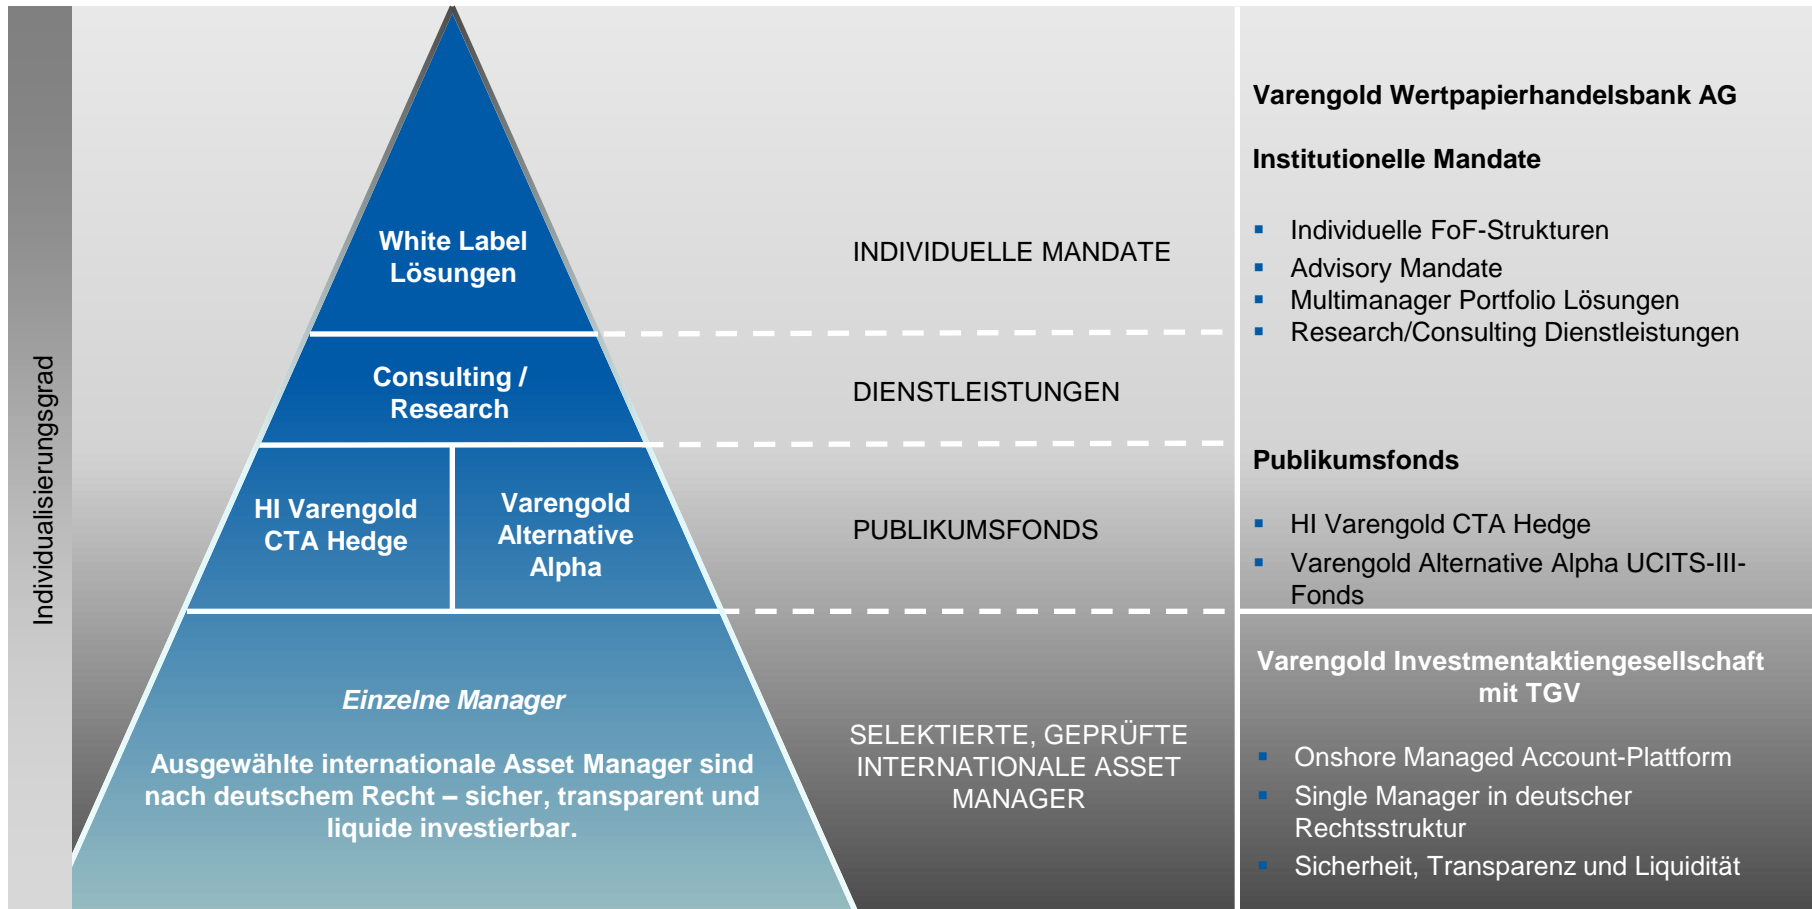 Individualisierungsgrad
White Label
Lösungen
Consulting /
Research
HI Varengold
CTA Hedge
Varengold
Alternative
Alpha
Einzelne Manager
Ausgewählte internationale Asset Manager sind
nach deutschem Recht – sicher, transparent und
liquide investierbar.
INDIVIDUELLE MANDATE
DIENSTLEISTUNGEN
PUBLIKUMSFONDS
SELEKTIERTE, GEPRÜFTE
INTERNATIONALE ASSET
MANAGER
Varengold Wertpapierhandelsbank AG
Institutionelle Mandate
▪ Individuelle FoF-Strukturen
▪ Advisory Mandate
▪ Multimanager Portfolio Lösungen
▪ Research/Consulting Dienstleistungen
Publikumsfonds
▪ HI Varengold CTA Hedge
▪ Varengold Alternative Alpha UCITS-III-
Fonds
Varengold Investmentaktiengesellschaft
mit TGV
▪ Onshore Managed Account-Plattform
▪ Single Manager in deutscher
Rechtsstruktur
▪ Sicherheit, Transparenz und Liquidität